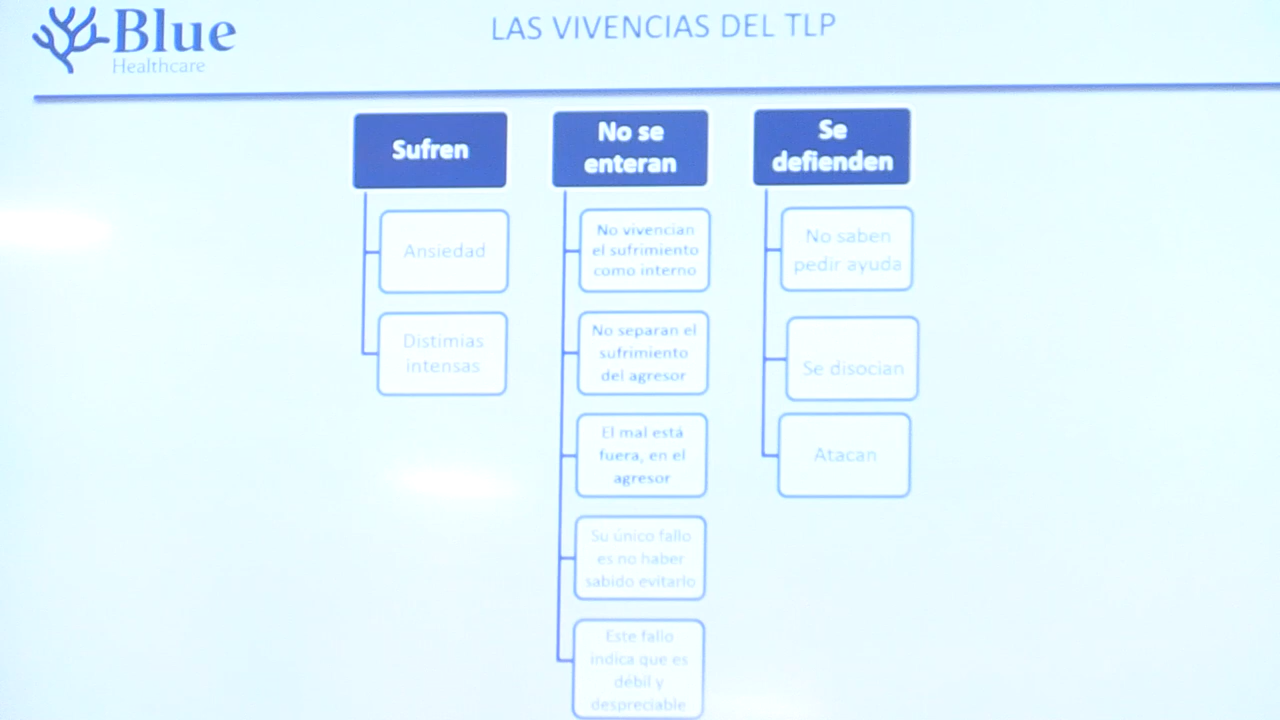 Blue
Healthcare
LAS VIVENCIAS DEL TLP
Sufren
Ansiedad
Distimias
intensas
No se
enteran
No vivencian
el sufrimiento
como interno
No separan el
sufrimiento
del agresor
El mal está
fuera, en el
agresor
Su único fallo
es no haber
sabido evitarlo
Este fallo
indica que es
débil y
despreciable
Se
defienden
No saben
pedir ayuda
Se disocian
Atacan